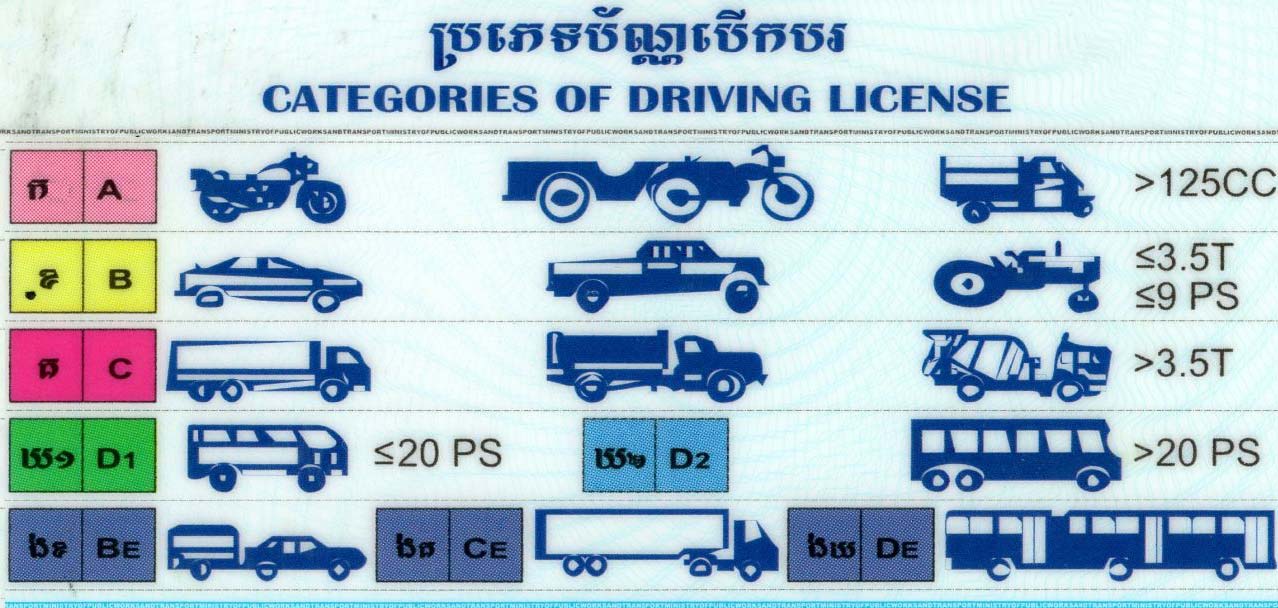 ប្រភេទប័ណ្ណបើកបរ
CATEGORIES OF DRIVING LICENSE
RKSANDTRANSPORTMINISTRYOFPUBLICWORKSANDTRANSPORTMINISTRYOFPUBLICWORKSANDTRANSPORTMINISTRYOFPUBLICWORKSANDTRANSPORTMINISTRYOFPUBLICWORKSANDTRANSPORTMINISTRYOFPUBLICWORKSAND
ក A >125CC
ខ B ≤3.5T
≤9 PS
គ C >3.5T
ឃ១ D1 ≤20 PS ឃ២ D2 >20 PS
ងខ BE ងគ CE ងឃ DE